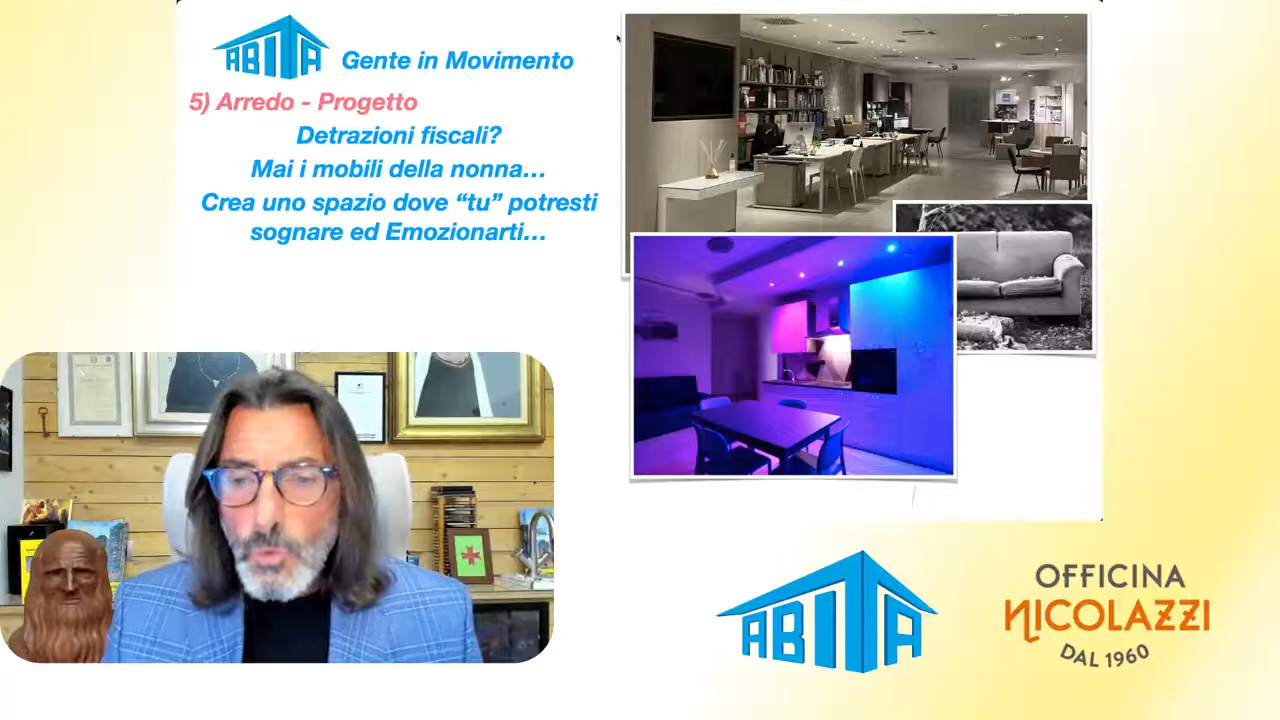 ABITA
Gente in Movimento
5) Arredo - Progetto
Detrazioni fiscali?
Mai i mobili della nonna...
Crea uno spazio dove “tu” potresti
sognare ed Emozionarti...
ABITA
OFFICINA
NICOLAZZI
DAL 1960